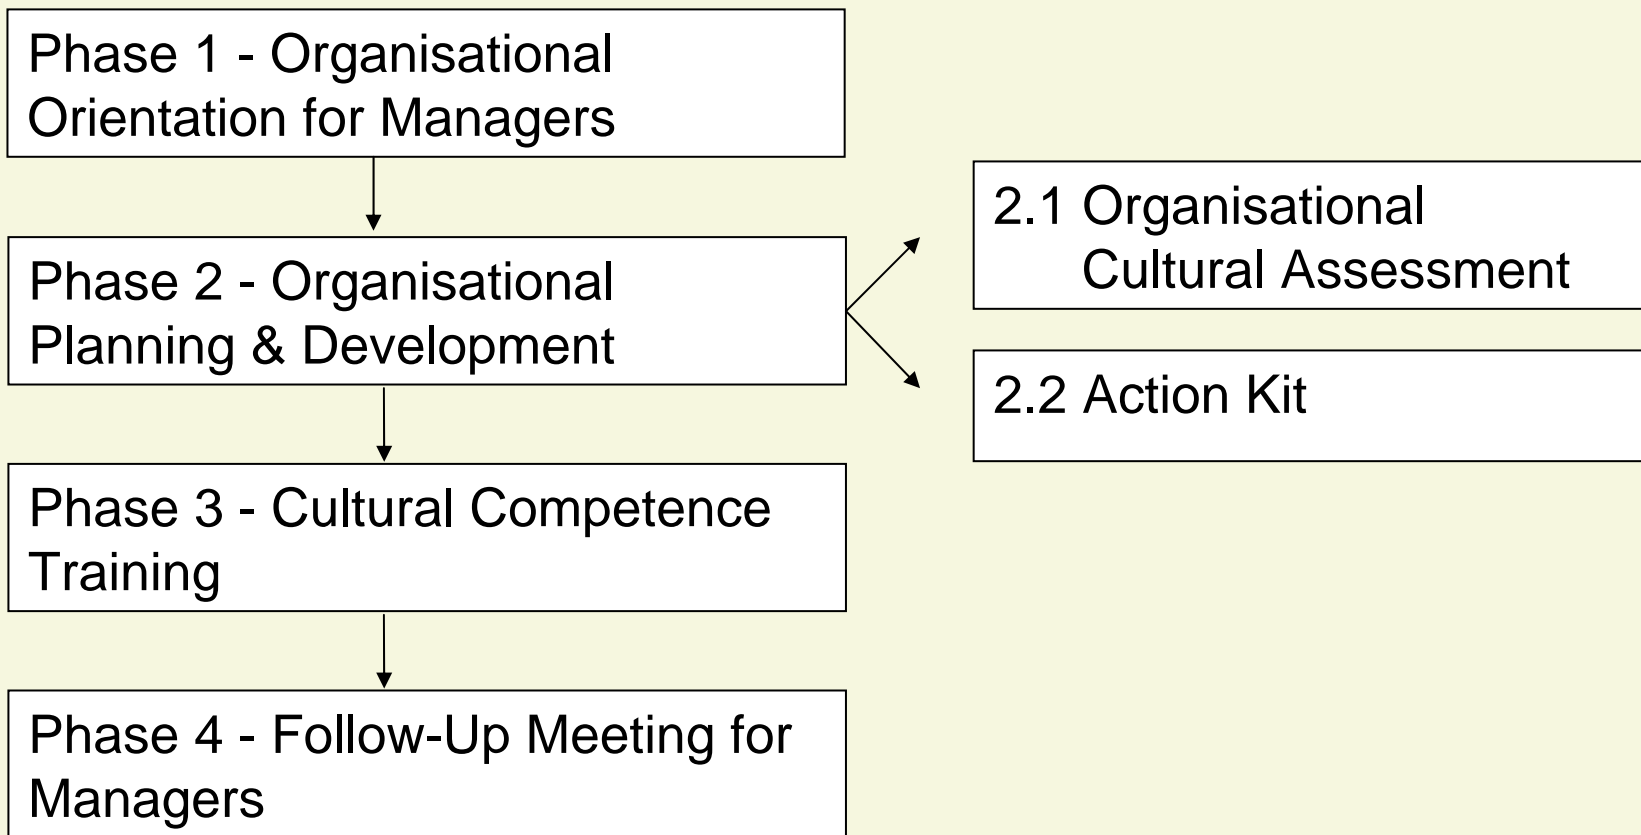 Phase 1 - Organisational
Orientation for Managers
Phase 2 - Organisational
Planning & Development
2.1 Organisational
Cultural Assessment
2.2 Action Kit
Phase 3 - Cultural Competence
Training
Phase 4 - Follow-Up Meeting for
Managers